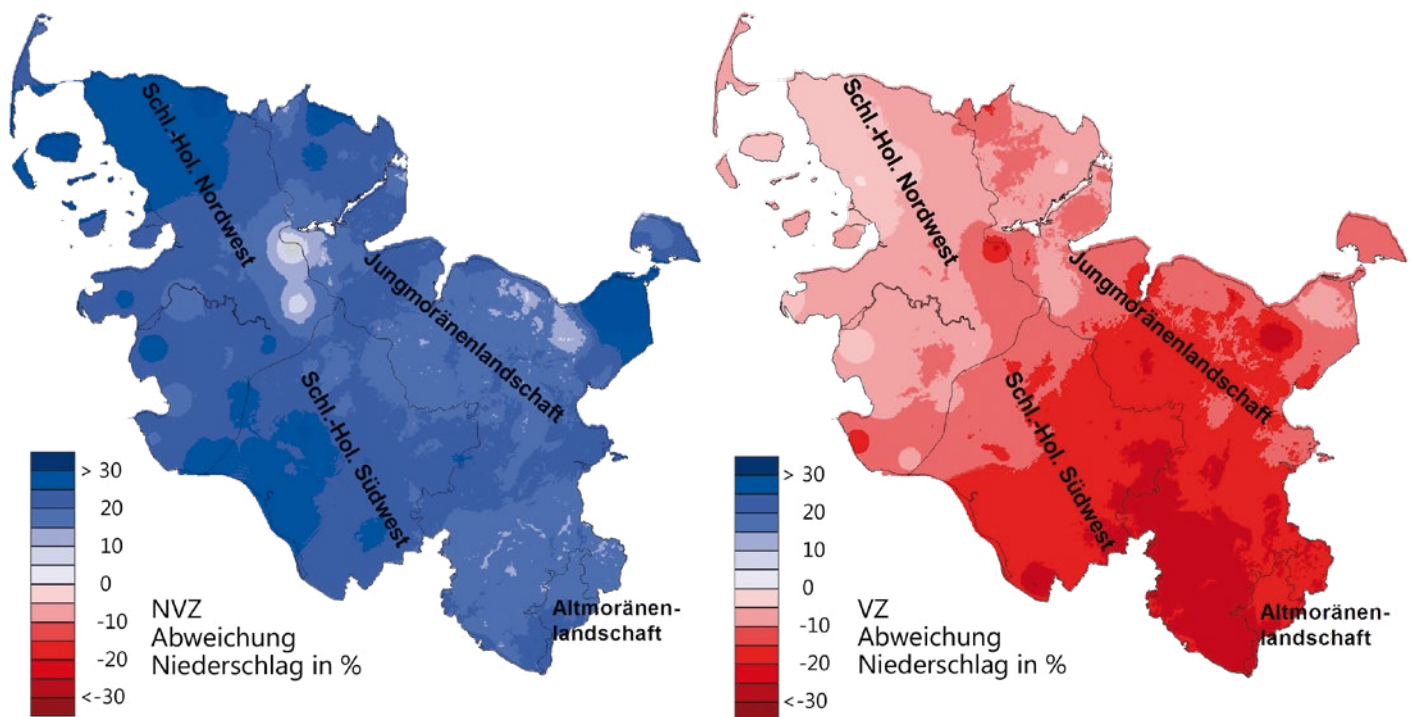 Schl.-Hol. Nordwest
Jungmoränenlandschaft
Schl.-Hol. Südwest
Altmoränen-
landschaft
> 30
20
10
0
-10
-20
<-30
NVZ
Abweichung
Niederschlag in %
Schl.-Hol. Nordwest
Jungmoränenlandschaft
Schl.-Hol. Südwest
Altmoränen-
landschaft
> 30
20
10
0
-10
-20
<-30
VZ
Abweichung
Niederschlag in %